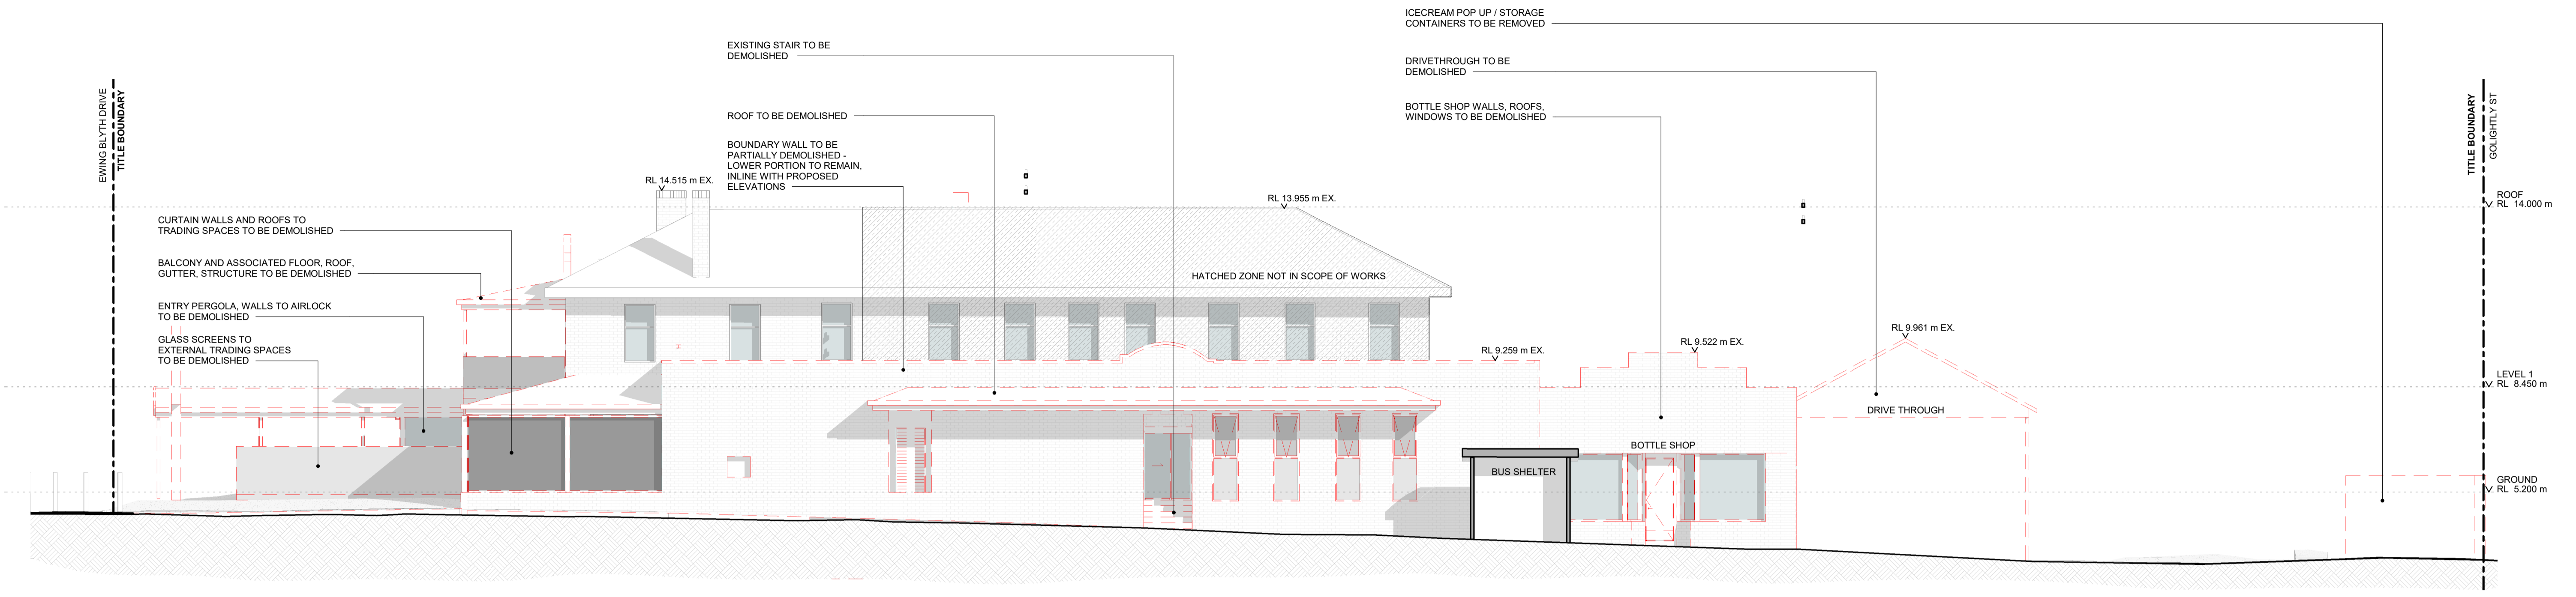 ICECREAM POP UP / STORAGE
CONTAINERS TO BE REMOVED
EXISTING STAIR TO BE
DEMOLISHED
DRIVETHROUGH TO BE
DEMOLISHED
EWING BLYTH DRIVE
TITLE BOUNDARY
TITLE BOUNDARY
GOLIGHTLY ST
ROOF TO BE DEMOLISHED
BOTTLE SHOP WALLS, ROOFS,
WINDOWS TO BE DEMOLISHED
BOUNDARY WALL TO BE
PARTIALLY DEMOLISHED -
LOWER PORTION TO REMAIN,
INLINE WITH PROPOSED
ELEVATIONS
RL 14.515 m EX.
RL 13.955 m EX.
ROOF
RL 14.000 m
CURTAIN WALLS AND ROOFS TO
TRADING SPACES TO BE DEMOLISHED
BALCONY AND ASSOCIATED FLOOR, ROOF,
GUTTER, STRUCTURE TO BE DEMOLISHED
HATCHED ZONE NOT IN SCOPE OF WORKS
ENTRY PERGOLA, WALLS TO AIRLOCK
TO BE DEMOLISHED
GLASS SCREENS TO
EXTERNAL TRADING SPACES
TO BE DEMOLISHED
RL 9.259 m EX.
RL 9.522 m EX.
RL 9.961 m EX.
LEVEL 1
RL 8.450 m
DRIVE THROUGH
BOTTLE SHOP
BUS SHELTER
GROUND
RL 5.200 m